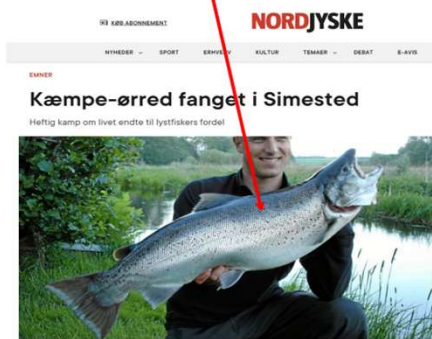 KØB ABONNEMENT
NORDJYSKE
NYHEDER SPORT ERHVERV KULTUR TEMAER DEBAT E-AVIS
EMNER
Kæmpe-ørred fanget i Simested
Heftig kamp om livet endte til lystfiskers fordel